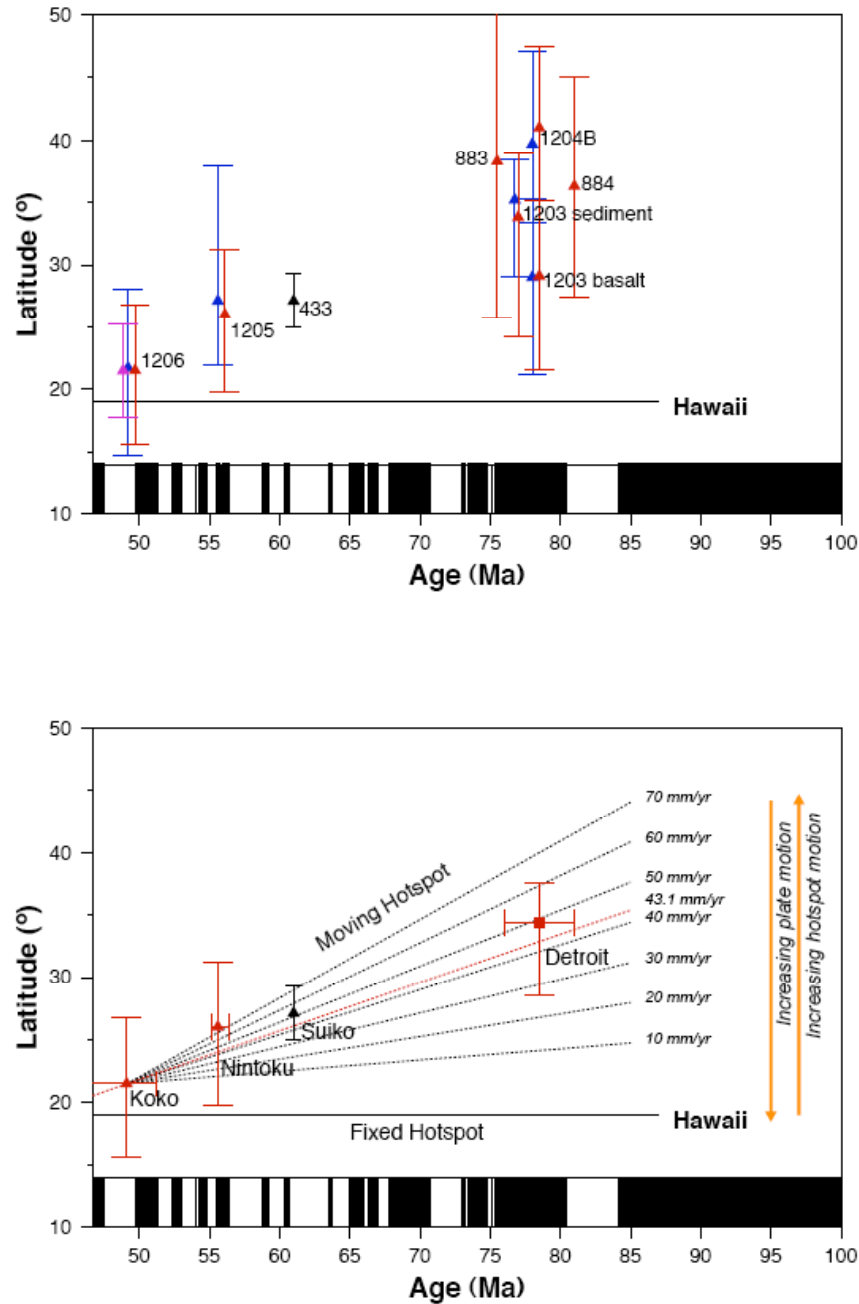 50
40
30
20
10
Latitude (º)
883
1204B
884
1203 sediment
1203 basalt
433
1205
1206
Hawaii
50 55 60 65 70 75 80 85 90 95 100
Age (Ma)
50
40
30
20
10
Latitude (º)
70 mm/yr
60 mm/yr
50 mm/yr
43.1 mm/yr
40 mm/yr
30 mm/yr
20 mm/yr
10 mm/yr
Moving Hotspot
Increasing plate motion
Increasing hotspot motion
Detroit
Suiko
Nintoku
Koko
Hawaii
Fixed Hotspot
50 55 60 65 70 75 80 85 90 95 100
Age (Ma)